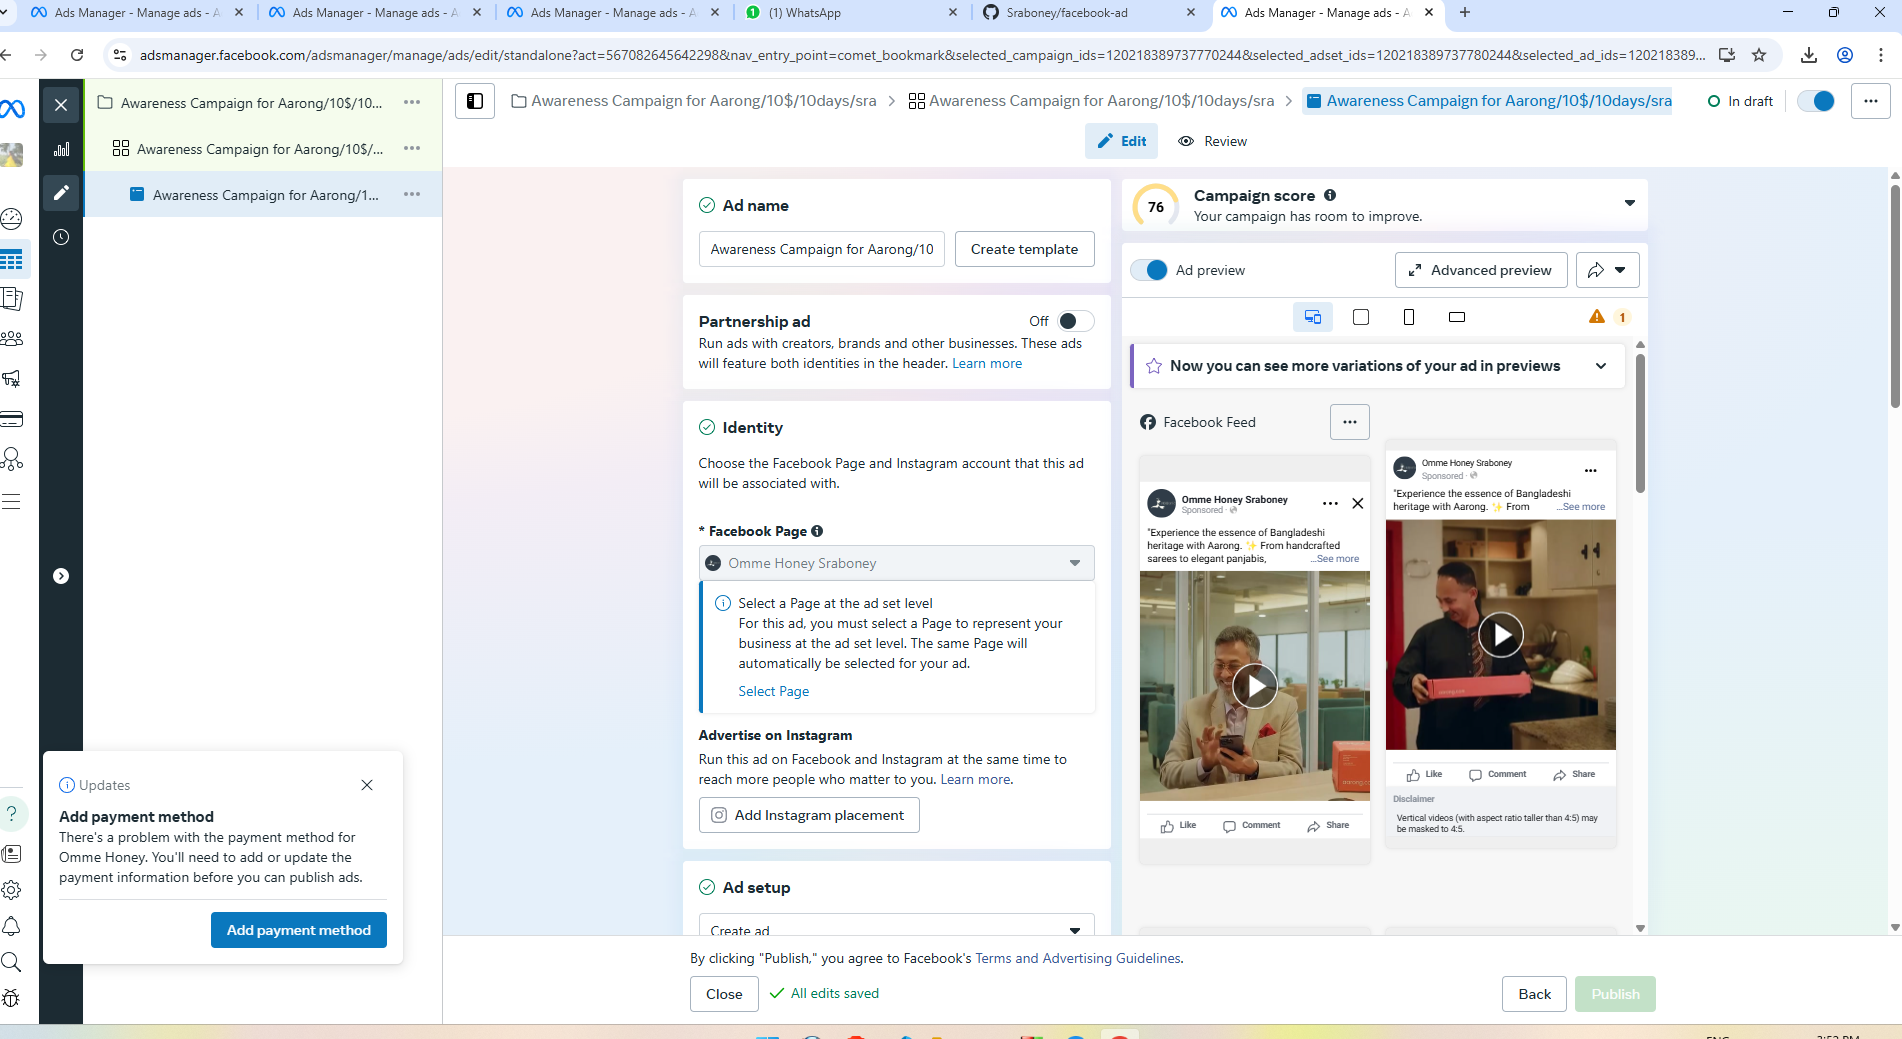 Ads Manager - Manage ads - A
Ads Manager - Manage ads - A
Ads Manager - Manage ads - A
(1) WhatsApp
Sraboney/facebook-ad
Ads Manager - Manage ads - A
adsmanager.facebook.com/adsmanager/manage/ads/edit/standalone?act=567082645642298&nav_entry_point=comet_bookmark&selected_campaign_ids=120218389737770244&selected_adset_ids=120218389737780244&selected_ad_ids=120218389...
Awareness Campaign for Aarong/10$/10...
Awareness Campaign for Aarong/10$/...
Awareness Campaign for Aarong/1...
Awareness Campaign for Aarong/10$/10days/sra
Awareness Campaign for Aarong/10$/10days/sra
Awareness Campaign for Aarong/10$/10days/sra
In draft
Edit
Review
Ad name
Awareness Campaign for Aarong/10
Create template
Partnership ad
Off
Run ads with creators, brands and other businesses. These ads
will feature both identities in the header. Learn more
Identity
Choose the Facebook Page and Instagram account that this ad
will be associated with.
* Facebook Page
Omme Honey Sraboney
Select a Page at the ad set level
For this ad, you must select a Page to represent your
business at the ad set level. The same Page will
automatically be selected for your ad.
Select Page
Advertise on Instagram
Run this ad on Facebook and Instagram at the same time to
reach more people who matter to you. Learn more.
Add Instagram placement
Ad setup
Create ad
76
Campaign score
Your campaign has room to improve.
Ad preview
Advanced preview
1
Now you can see more variations of your ad in previews
Facebook Feed
Omme Honey Sraboney
Sponsored ·
"Experience the essence of Bangladeshi
heritage with Aarong. ✨ From handcrafted
sarees to elegant panjabis,
...See more
Like
Comment
Share
Omme Honey Sraboney
Sponsored ·
"Experience the essence of Bangladeshi
heritage with Aarong. ✨ From
...See more
Like
Comment
Share
Disclaimer
Vertical videos (with aspect ratio taller than 4:5) may
be masked to 4:5.
Updates
Add payment method
There's a problem with the payment method for
Omme Honey. You'll need to add or update the
payment information before you can publish ads.
Add payment method
By clicking "Publish," you agree to Facebook's Terms and Advertising Guidelines.
Close
All edits saved
Back
Publish